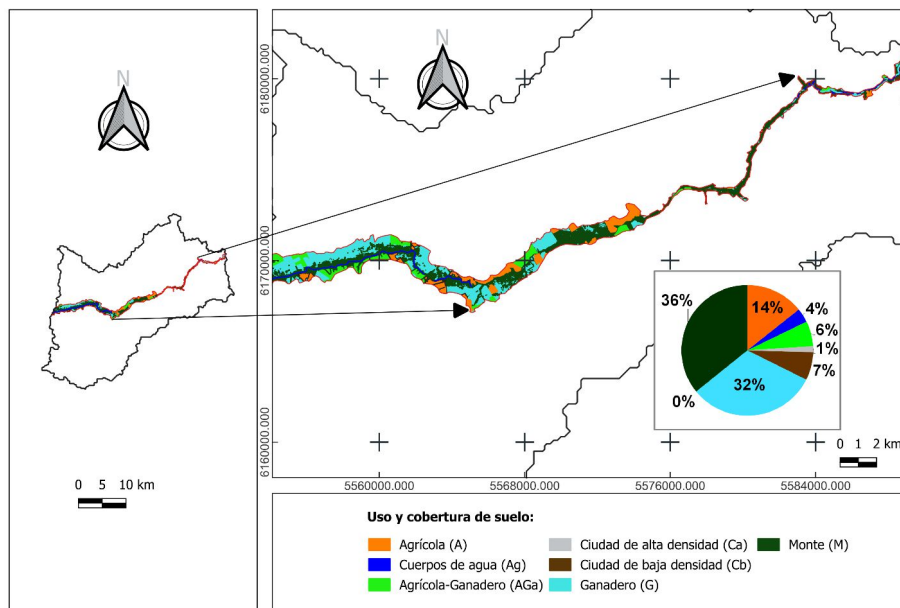 N
N
6180000.000
6170000.000
6160000.000
36%
14%
4%
6%
1%
7%
32%
0%
0 5 10 km
0 1 2 km
5560000.000
5568000.000
5576000.000
5584000.000
Uso y cobertura de suelo:
Agrícola (A)
Cuerpos de agua (Ag)
Agrícola-Ganadero (AGa)
Ciudad de alta densidad (Ca)
Ciudad de baja densidad (Cb)
Ganadero (G)
Monte (M)